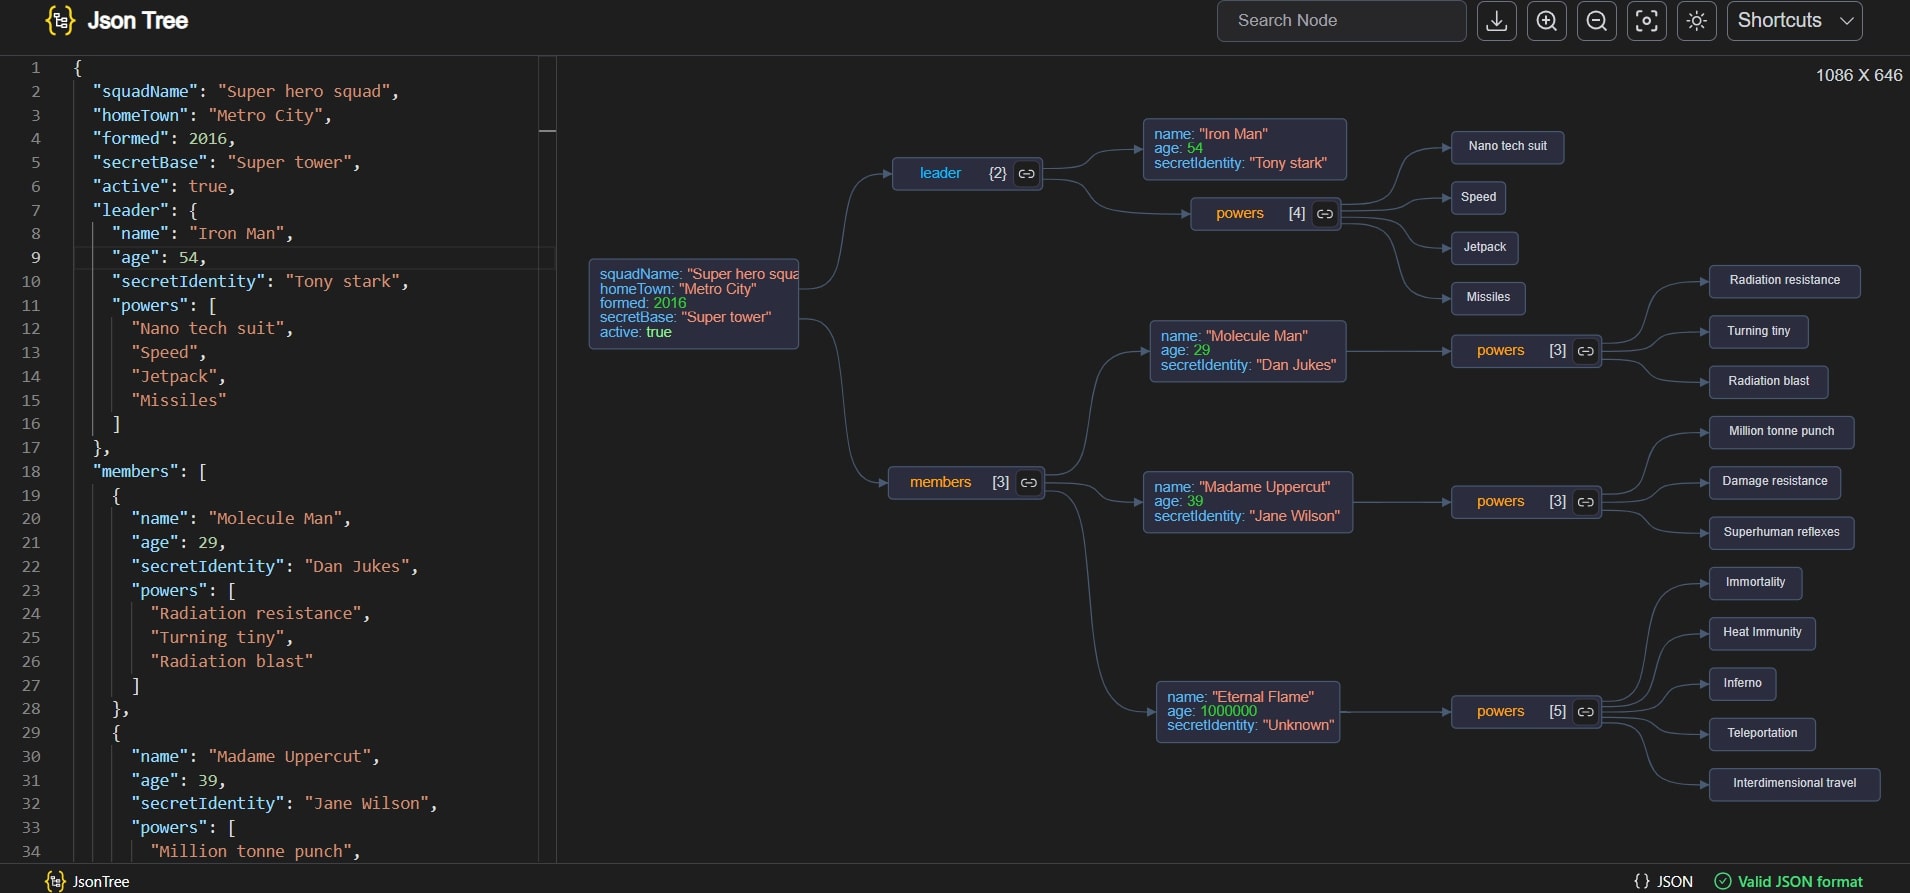 Json Tree
Search Node
Shortcuts
1 {
2 "squadName": "Super hero squad",
3 "homeTown": "Metro City",
4 "formed": 2016,
5 "secretBase": "Super tower",
6 "active": true,
7 "leader": {
8 "name": "Iron Man",
9 "age": 54,
10 "secretIdentity": "Tony stark",
11 "powers": [
12 "Nano tech suit",
13 "Speed",
14 "Jetpack",
15 "Missiles"
16 ]
17 },
18 "members": [
19 {
20 "name": "Molecule Man",
21 "age": 29,
22 "secretIdentity": "Dan Jukes",
23 "powers": [
24 "Radiation resistance",
25 "Turning tiny",
26 "Radiation blast"
27 ]
28 },
29 {
30 "name": "Madame Uppercut",
31 "age": 39,
32 "secretIdentity": "Jane Wilson",
33 "powers": [
34 "Million tonne punch",
1086 X 646
squadName: "Super hero squa
homeTown: "Metro City"
formed: 2016
secretBase: "Super tower"
active: true
leader {2}
name: "Iron Man"
age: 54
secretIdentity: "Tony stark"
powers [4]
Nano tech suit
Speed
Jetpack
Missiles
members [3]
name: "Molecule Man"
age: 29
secretIdentity: "Dan Jukes"
powers [3]
Radiation resistance
Turning tiny
Radiation blast
name: "Madame Uppercut"
age: 39
secretIdentity: "Jane Wilson"
powers [3]
Million tonne punch
Damage resistance
Superhuman reflexes
name: "Eternal Flame"
age: 1000000
secretIdentity: "Unknown"
powers [5]
Immortality
Heat Immunity
Inferno
Teleportation
Interdimensional travel
JsonTree
{ } JSON
Valid JSON format